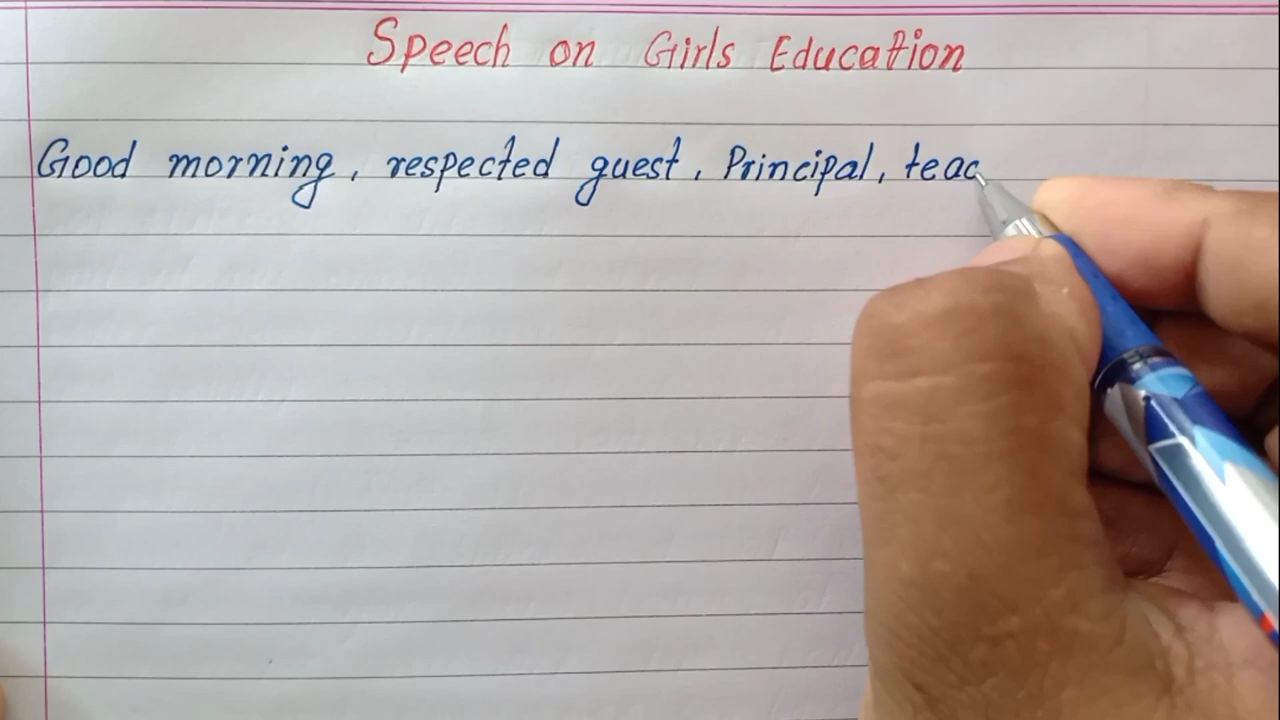 Speech on Girls Education
Good morning, respected guest, Principal, teac